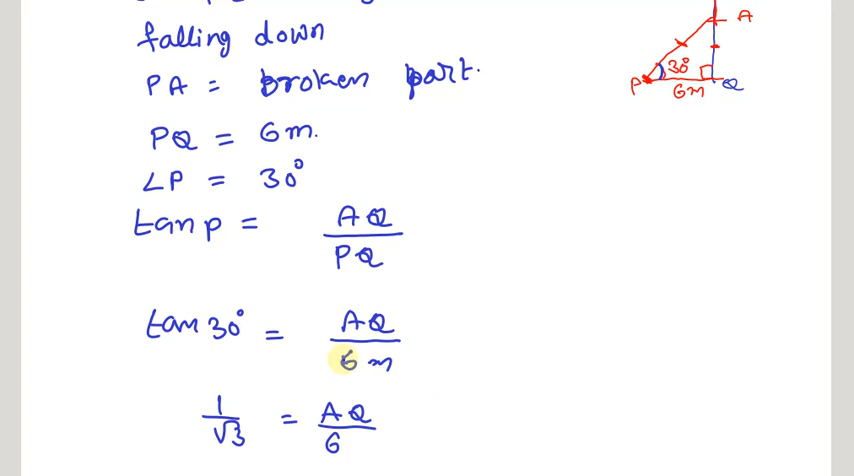 falling down
A
PA = broken part.
30°
P
Q
6m
PQ = 6m.
∠P = 30°
tan p = AQ / PQ
tan 30° = AQ / 6 m
1 / √3 = AQ / 6